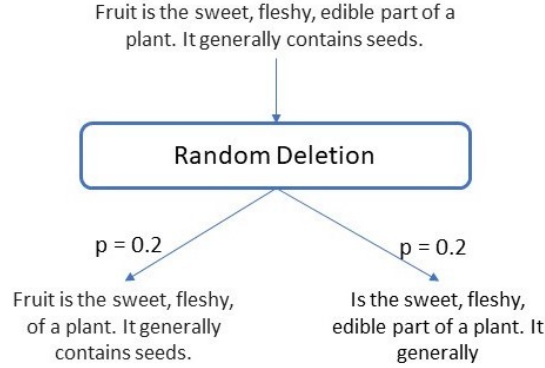 Fruit is the sweet, fleshy, edible part of a
plant. It generally contains seeds.
Random Deletion
p = 0.2
p = 0.2
Fruit is the sweet, fleshy,
of a plant. It generally
contains seeds.
Is the sweet, fleshy,
edible part of a plant. It
generally